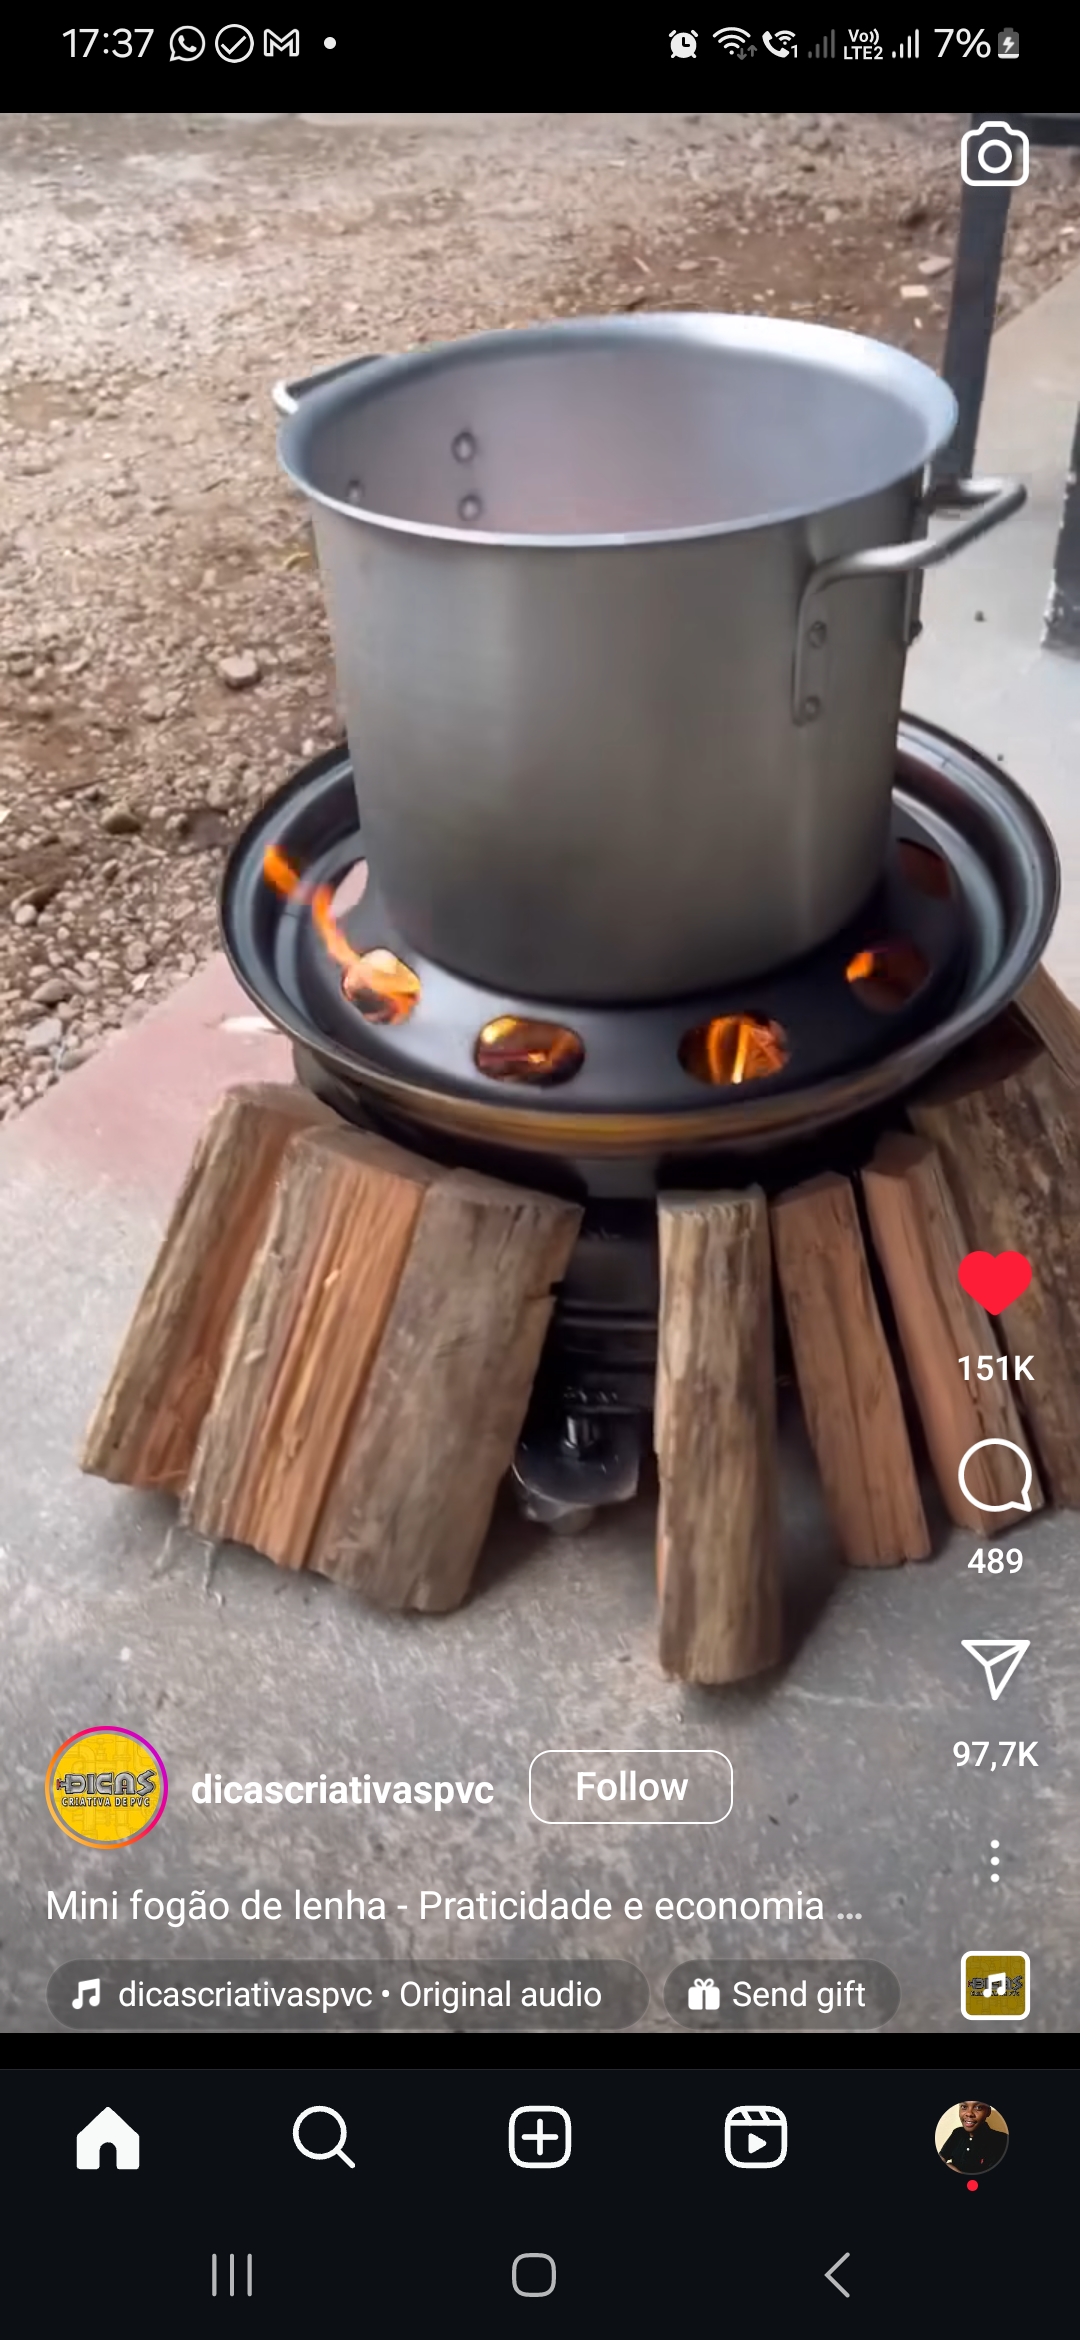 17:37
Vo))
LTE2
1
7%
151K
489
97,7K
DICAS
CRIATIVA DE PVC
dicascriativaspvc
Follow
Mini fogão de lenha - Praticidade e economia ...
dicascriativaspvc • Original audio
Send gift